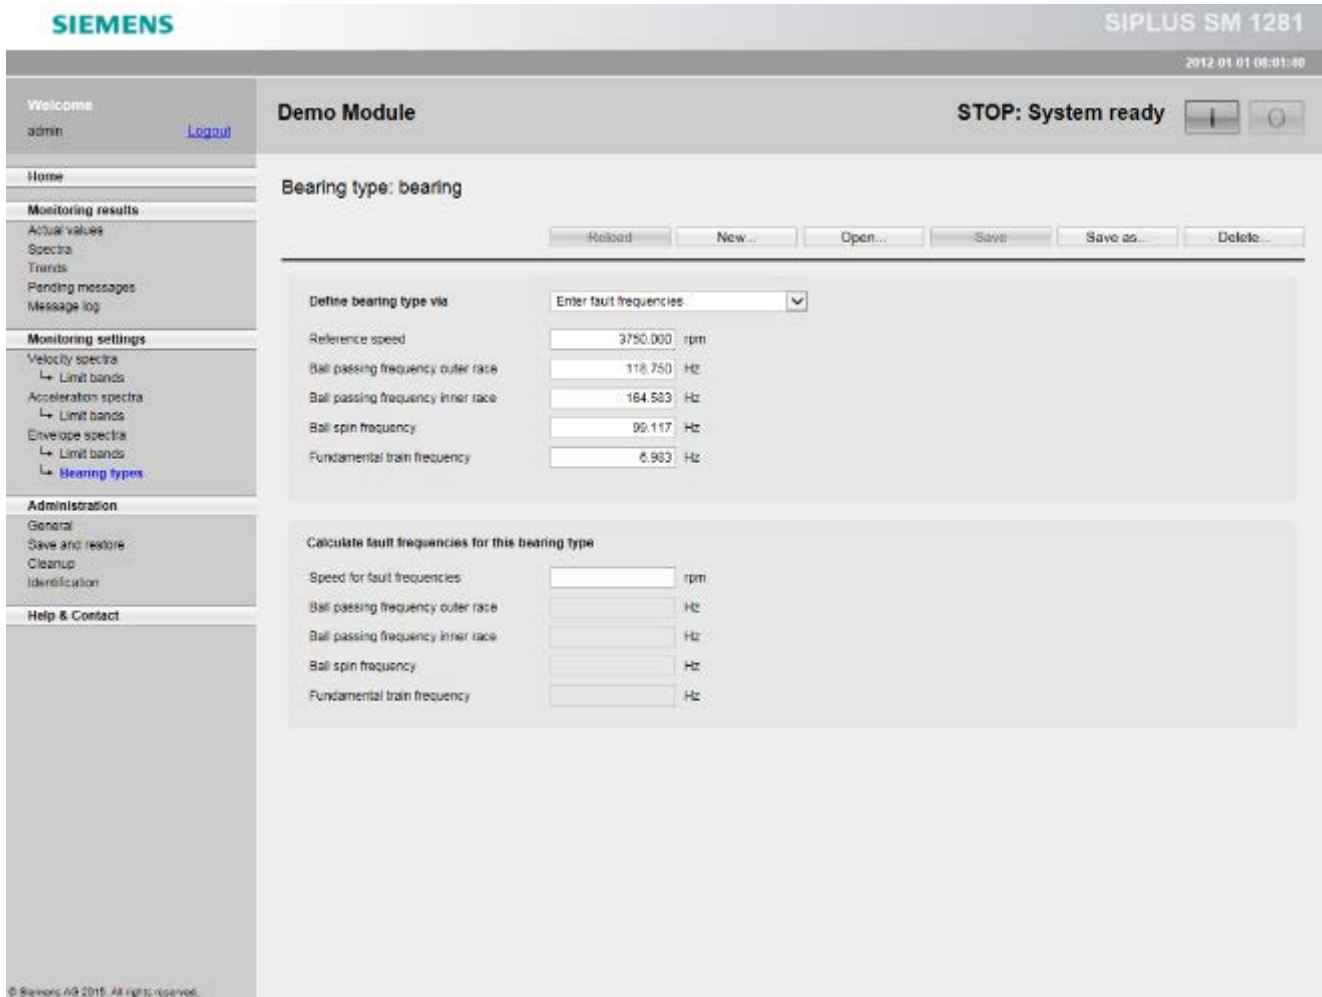 SIEMENS
SIPLUS SM 1281
2012-01-01 08:01:40
Welcome
admin Logout
Demo Module
STOP: System ready I O
Home
Monitoring results
Actual values
Spectra
Trends
Pending messages
Message log
Monitoring settings
Velocity spectra
Limit bands
Acceleration spectra
Limit bands
Envelope spectra
Limit bands
Bearing types
Administration
General
Save and restore
Cleanup
Identification
Help & Contact
Bearing type: bearing
Reload New... Open... Save Save as... Delete...
Define bearing type via Enter fault frequencies
Reference speed 3750.000 rpm
Ball passing frequency outer race 118.750 Hz
Ball passing frequency inner race 164.583 Hz
Ball spin frequency 99.117 Hz
Fundamental train frequency 6.983 Hz
Calculate fault frequencies for this bearing type
Speed for fault frequencies rpm
Ball passing frequency outer race Hz
Ball passing frequency inner race Hz
Ball spin frequency Hz
Fundamental train frequency Hz
© Siemens AG 2015. All rights reserved.